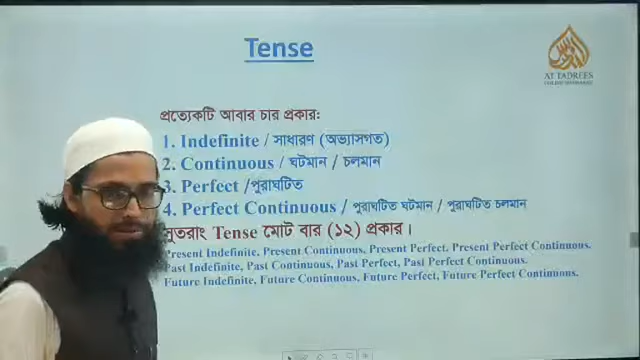 Tense
AT TADREES
প্রত্যেকটি আবার চার প্রকার:
1. Indefinite / সাধারণ (অভ্যাসগত)
2. Continuous / ঘটমান / চলমান
3. Perfect /পুরাঘটিত
4. Perfect Continuous / পুরাঘটিত ঘটমান / পুরাঘটিত চলমান
সুতরাং Tense মোট বার (১২) প্রকার।
Present Indefinite, Present Continuous, Present Perfect, Present Perfect Continuous.
Past Indefinite, Past Continuous, Past Perfect, Past Perfect Continuous.
Future Indefinite, Future Continuous, Future Perfect, Future Perfect Continuous.